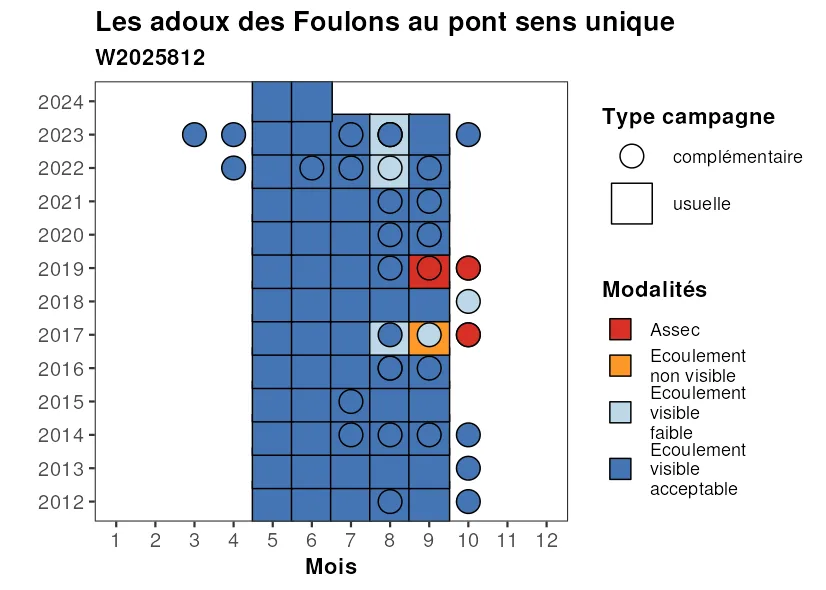 Les adoux des Foulons au pont sens unique
W2025812
2024
2023
2022
2021
2020
2019
2018
2017
2016
2015
2014
2013
2012
1 2 3 4 5 6 7 8 9 10 11 12
Mois
Type campagne
complémentaire
usuelle
Modalités
Assec
Ecoulement
non visible
Ecoulement
visible
faible
Ecoulement
visible
acceptable